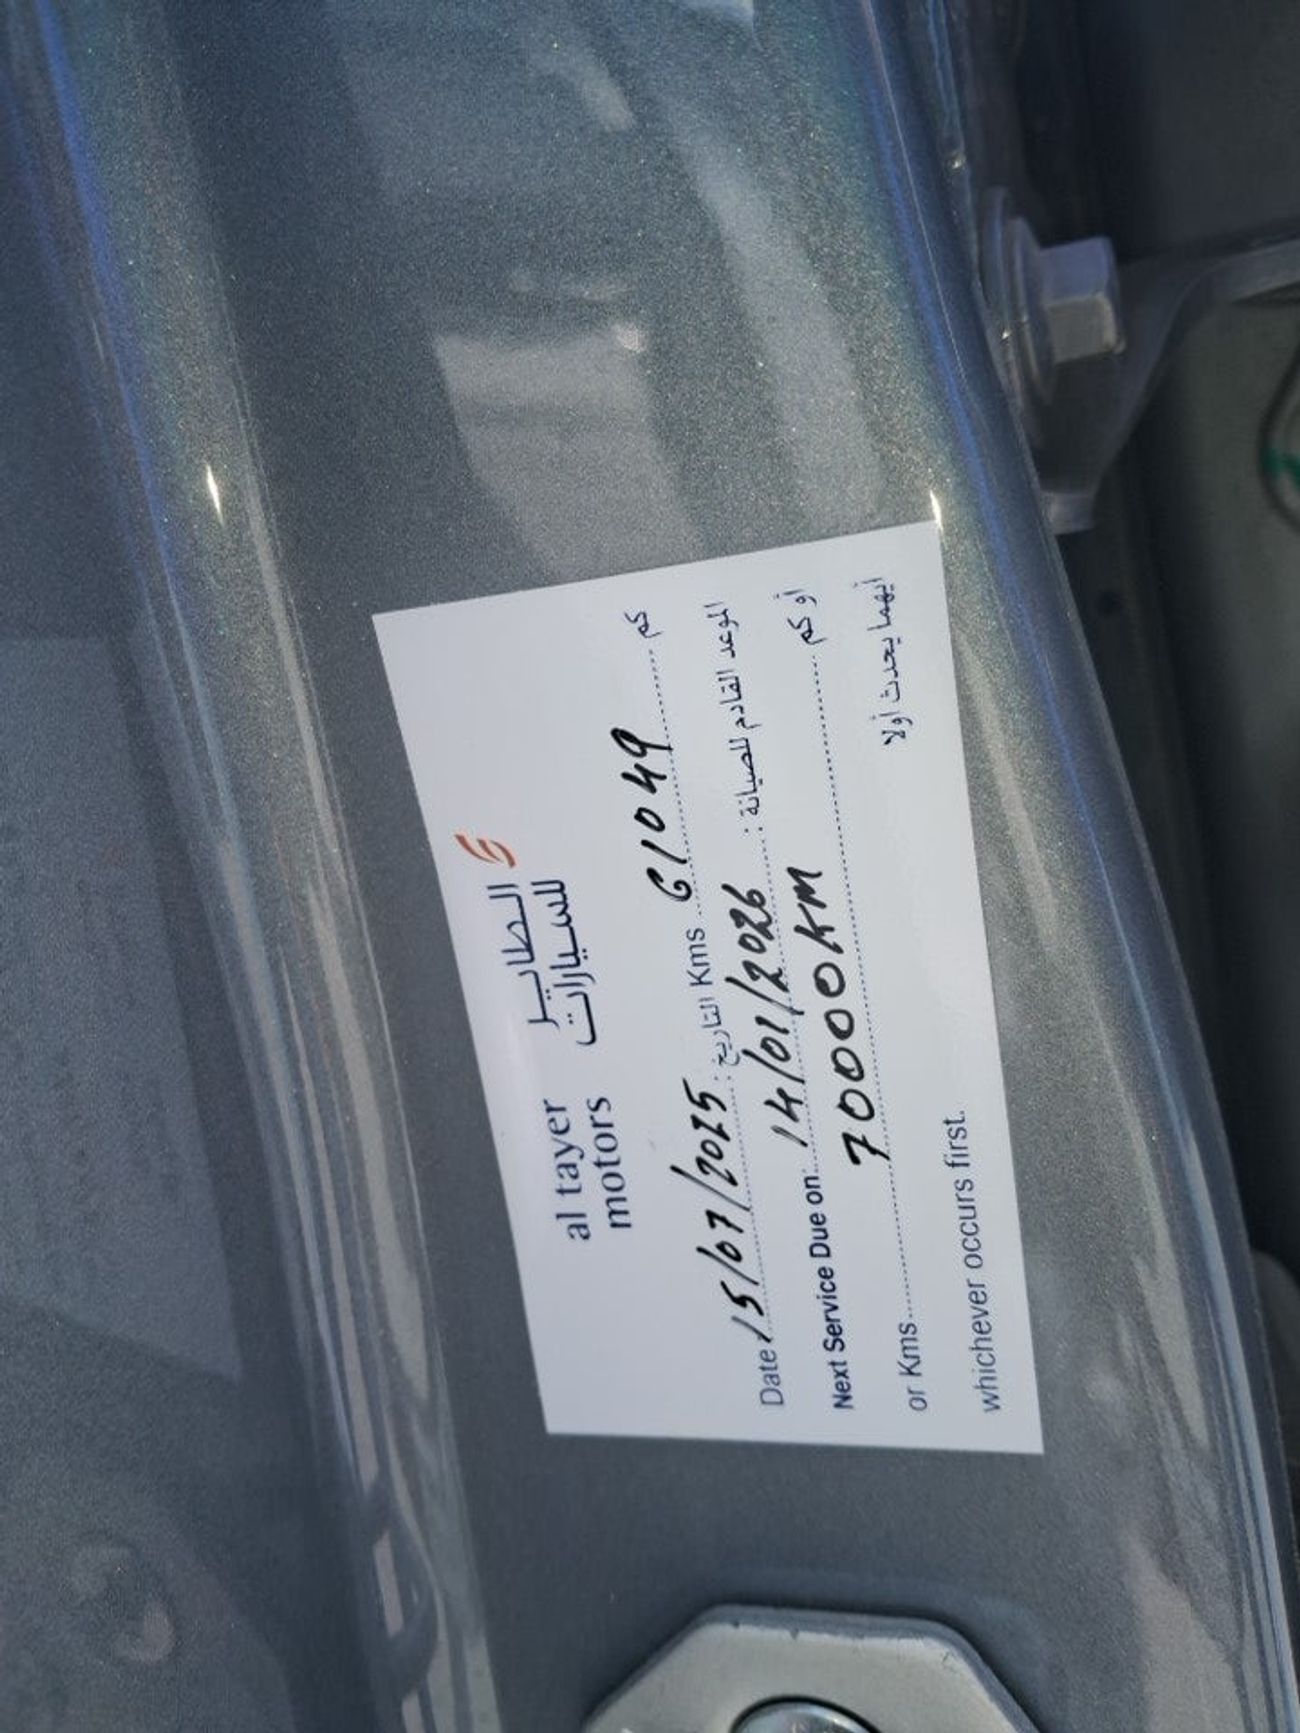 al tayer الطاير
motors للسيارات
Date: 15/07/2025 :التاريخ Kms 61049 كم
Next Service Due on: 14/01/2026 :الموعد القادم للصيانة
or Kms 70000KM أو كم
whichever occurs first. أيهما يحدث أولا